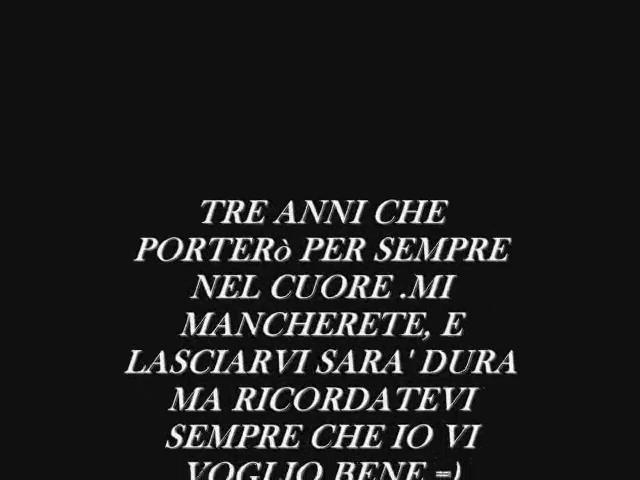 TRE ANNI CHE
PORTERò PER SEMPRE
NEL CUORE .MI
MANCHERETE, E
LASCIARVI SARA' DURA
MA RICORDATEVI
SEMPRE CHE IO VI
VOGLIO BENE =)